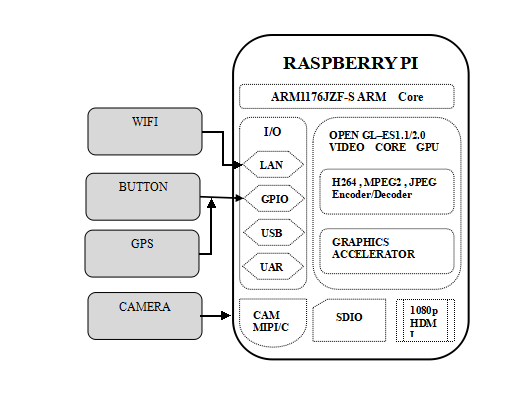 RASPBERRY PI
ARM1176JZF-S ARM Core
WIFI
BUTTON
GPS
CAMERA
I/O
LAN
GPIO
USB
UAR
OPEN GL–ES1.1/2.0
VIDEO CORE GPU
H264 , MPEG2 , JPEG
Encoder/Decoder
GRAPHICS
ACCELERATOR
CAM
MIPI/C
SDIO
1080p
HDM
I